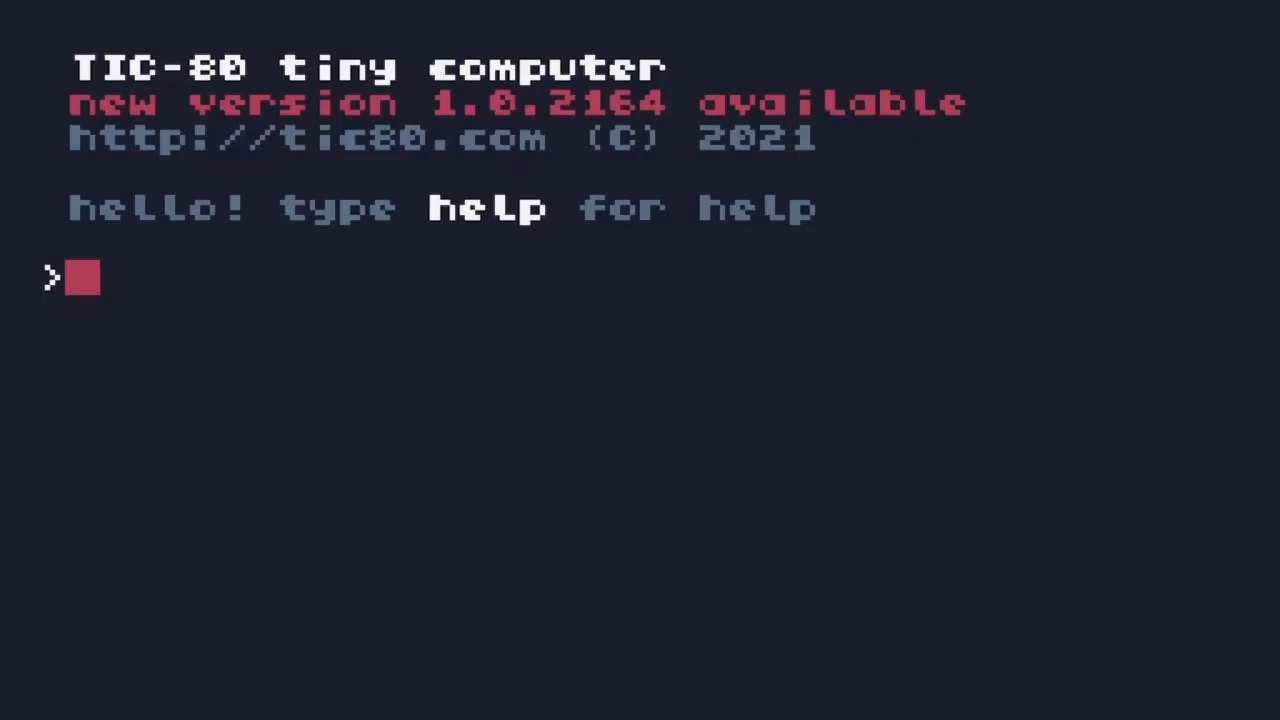 TIC-80 tiny computer
new version 1.0.2164 available
http://tic80.com (C) 2021
hello! type help for help
>